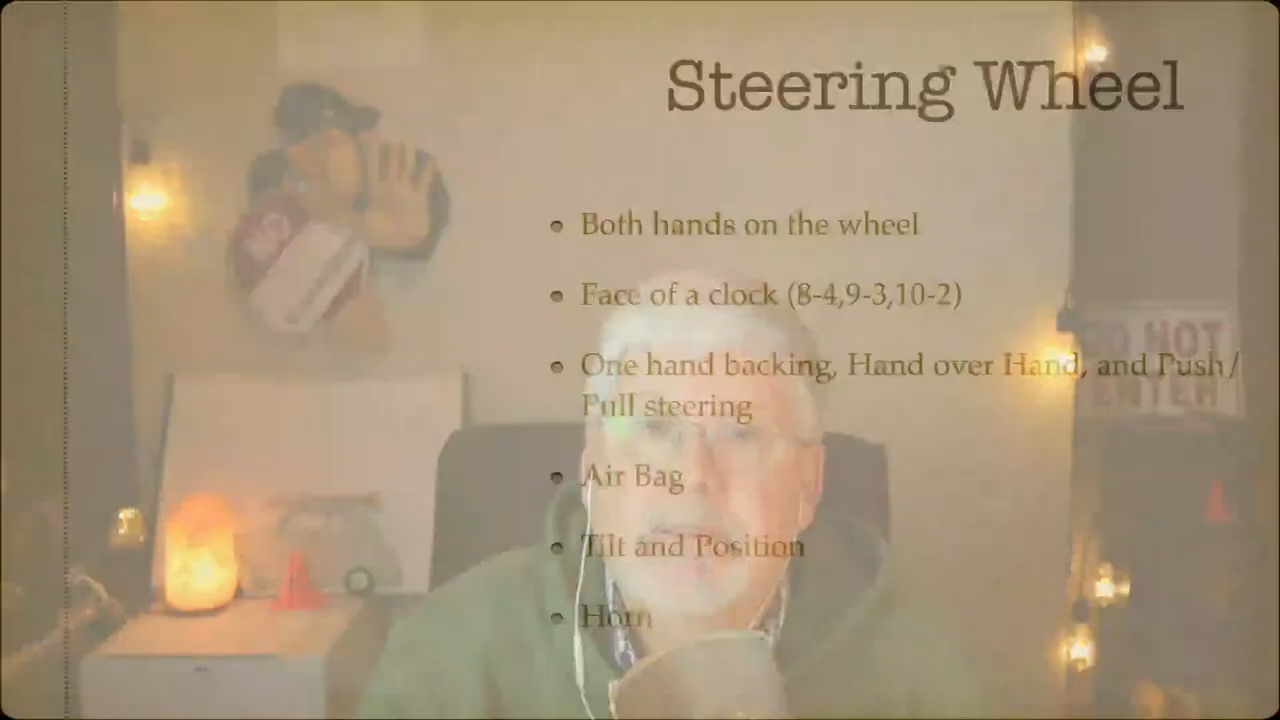 Steering Wheel
• Both hands on the wheel
• Face of a clock (8-4,9-3,10-2)
• One hand backing, Hand over Hand, and Push/
Pull steering
DO NOT
ENTER
• Air Bag
• Tilt and Position
• Horn